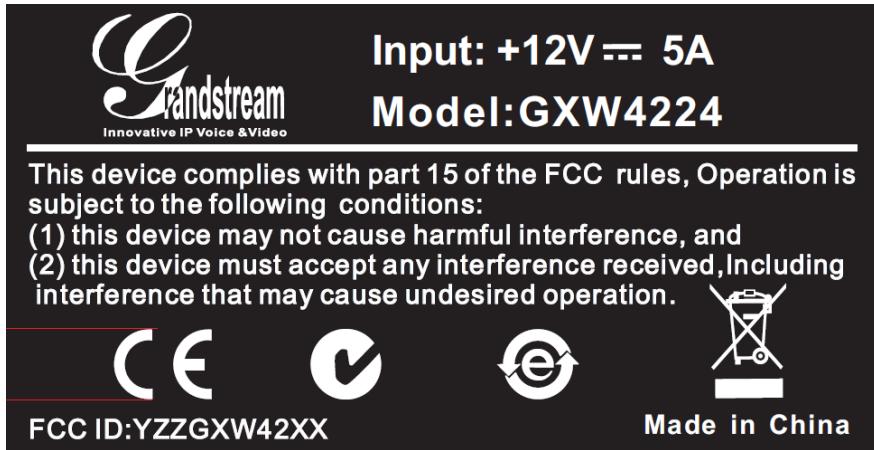 Grandstream
Innovative IP Voice &Video
Input: +12V ⎓ 5A
Model:GXW4224
This device complies with part 15 of the FCC rules, Operation is
subject to the following conditions:
(1) this device may not cause harmful interference, and
(2) this device must accept any interference received,Including
interference that may cause undesired operation.
CE
e
FCC ID:YZZGXW42XX
Made in China